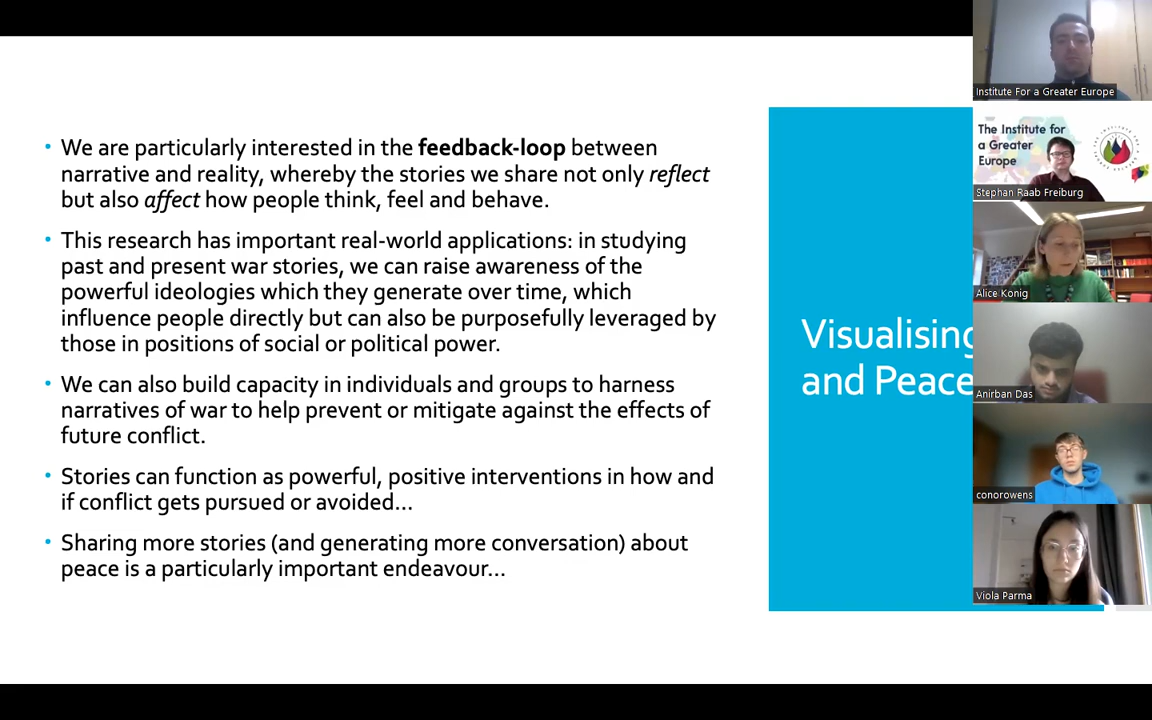 • We are particularly interested in the feedback-loop between
narrative and reality, whereby the stories we share not only reflect
but also affect how people think, feel and behave.
• This research has important real-world applications: in studying
past and present war stories, we can raise awareness of the
powerful ideologies which they generate over time, which
influence people directly but can also be purposefully leveraged by
those in positions of social or political power.
• We can also build capacity in individuals and groups to harness
narratives of war to help prevent or mitigate against the effects of
future conflict.
• Stories can function as powerful, positive interventions in how and
if conflict gets pursued or avoided...
• Sharing more stories (and generating more conversation) about
peace is a particularly important endeavour...
Visualising
and Peace
Institute For a Greater Europe
The Institute for
a Greater
Europe
Stephan Raab Freiburg
Alice Konig
Anirban Das
conorowens
Viola Parma